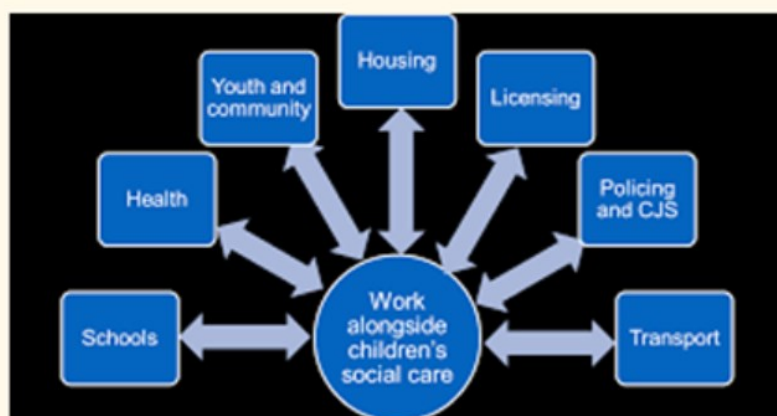 Housing
Youth and
community
Licensing
Health
Policing
and CJS
Schools
Work
alongside
children's
social care
Transport